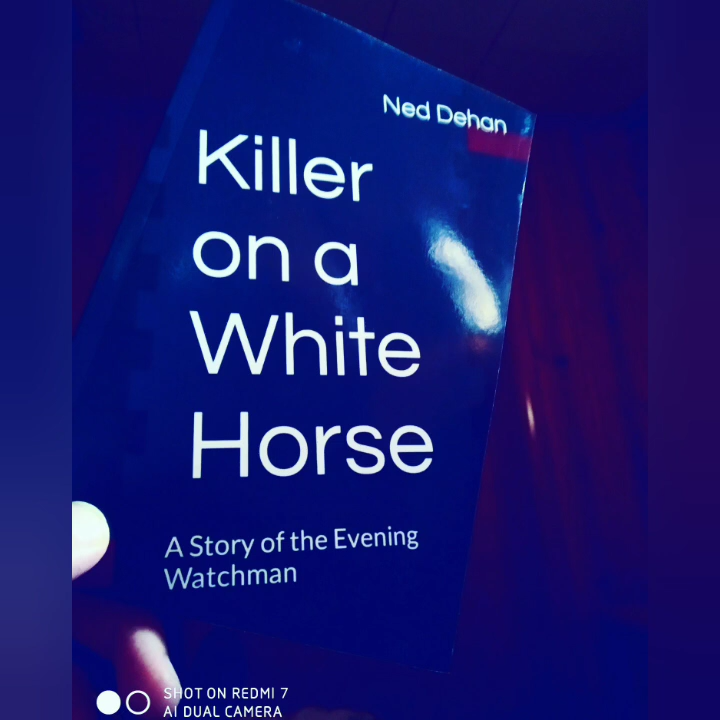 Ned Dehan
Killer
on a
White
Horse
A Story of the Evening
Watchman
SHOT ON REDMI 7
AI DUAL CAMERA